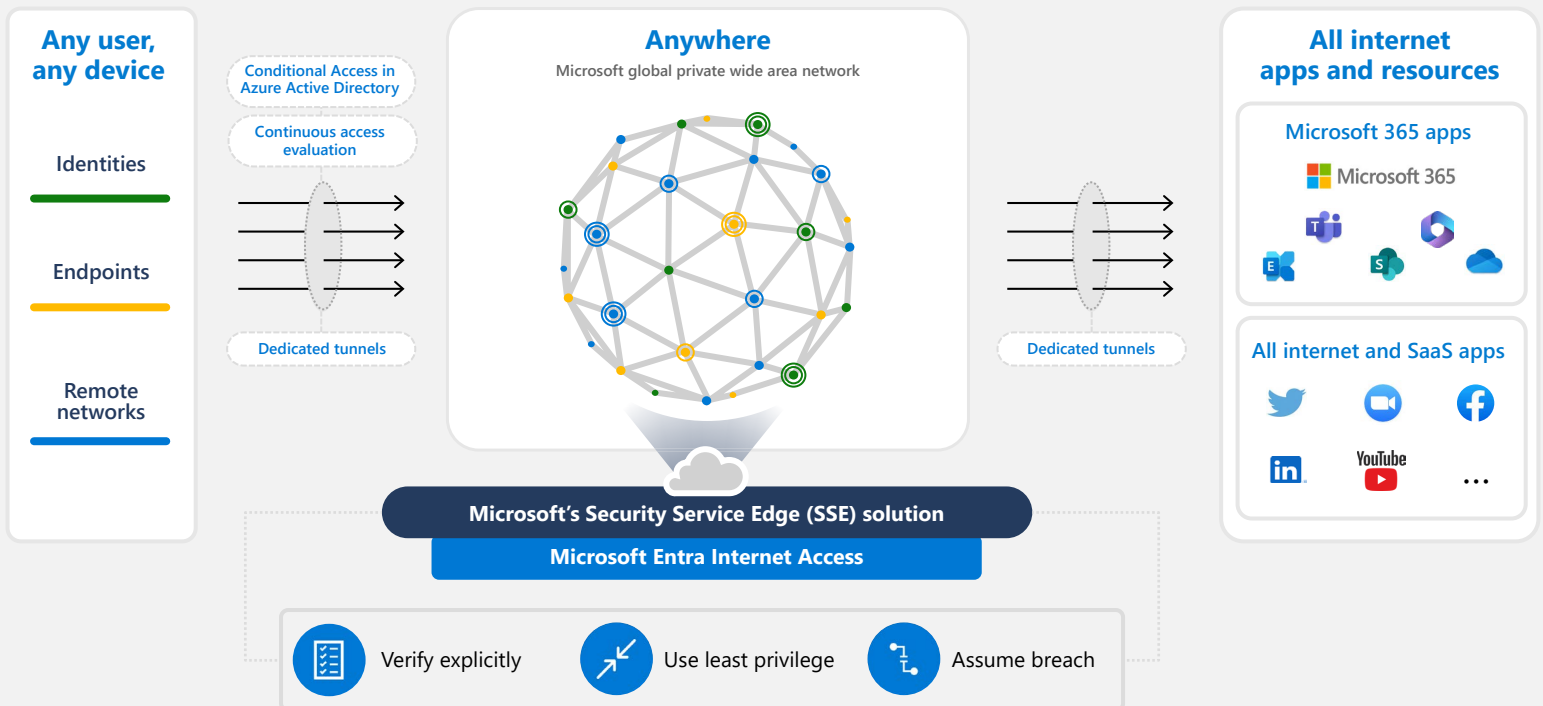 Any user,
any device
Identities
Endpoints
Remote
networks
Conditional Access in
Azure Active Directory
Continuous access
evaluation
Dedicated tunnels
Anywhere
Microsoft global private wide area network
Dedicated tunnels
All internet
apps and resources
Microsoft 365 apps
Microsoft 365
T
E
S
All internet and SaaS apps
in
YouTube
...
Microsoft’s Security Service Edge (SSE) solution
Microsoft Entra Internet Access
Verify explicitly
Use least privilege
Assume breach